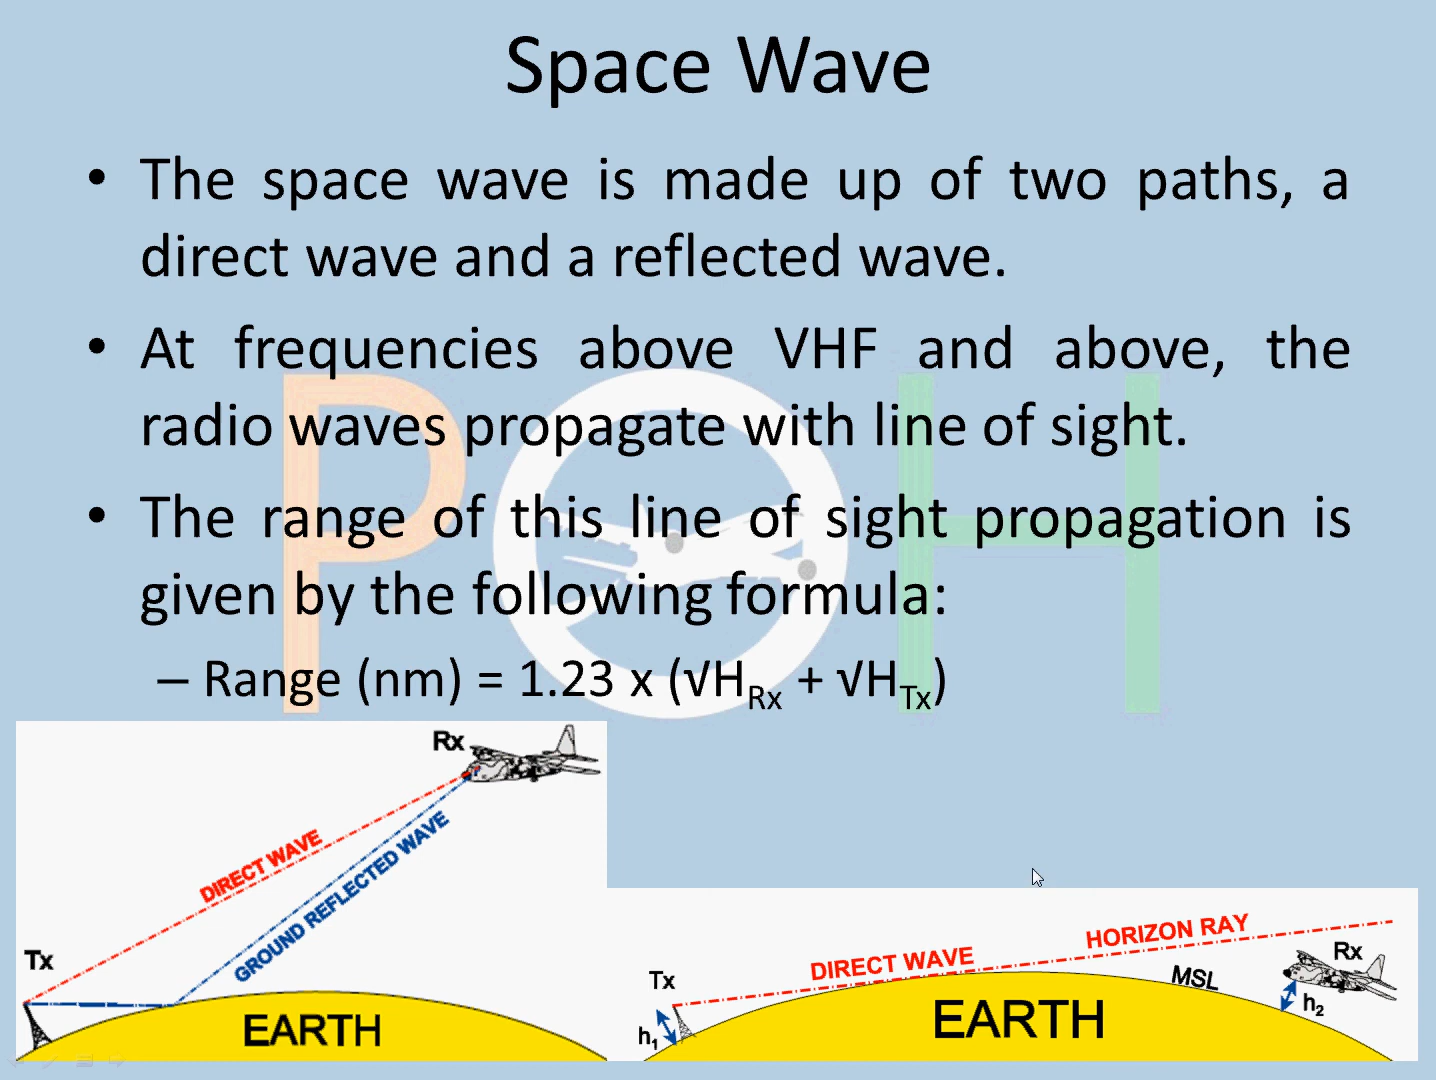 Space Wave
• The space wave is made up of two paths, a
direct wave and a reflected wave.
• At frequencies above VHF and above, the
radio waves propagate with line of sight.
• The range of this line of sight propagation is
given by the following formula:
– Range (nm) = 1.23 x (√H_Rx + √H_Tx)
POH
Rx
DIRECT WAVE
GROUND REFLECTED WAVE
Tx
EARTH
HORIZON RAY
DIRECT WAVE
Rx
MSL
Tx
h₂
h₁
EARTH